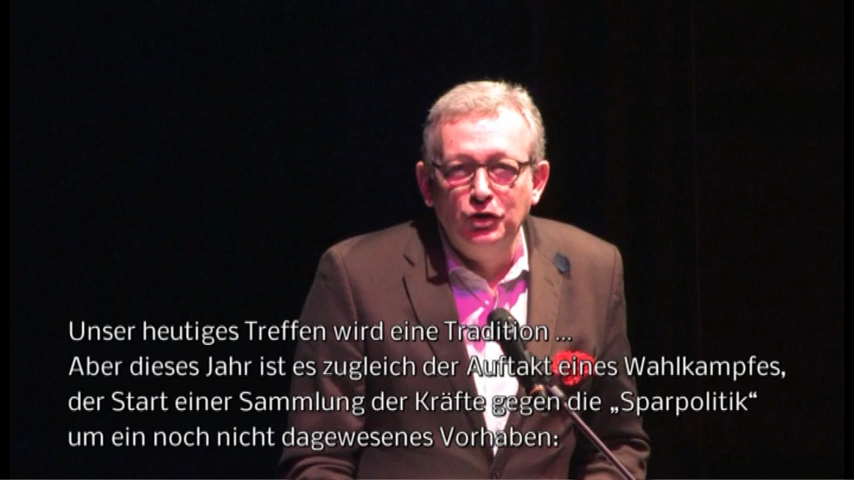 Unser heutiges Treffen wird eine Tradition ...
Aber dieses Jahr ist es zugleich der Auftakt eines Wahlkampfes,
der Start einer Sammlung der Kräfte gegen die „Sparpolitik“
um ein noch nicht dagewesenes Vorhaben: